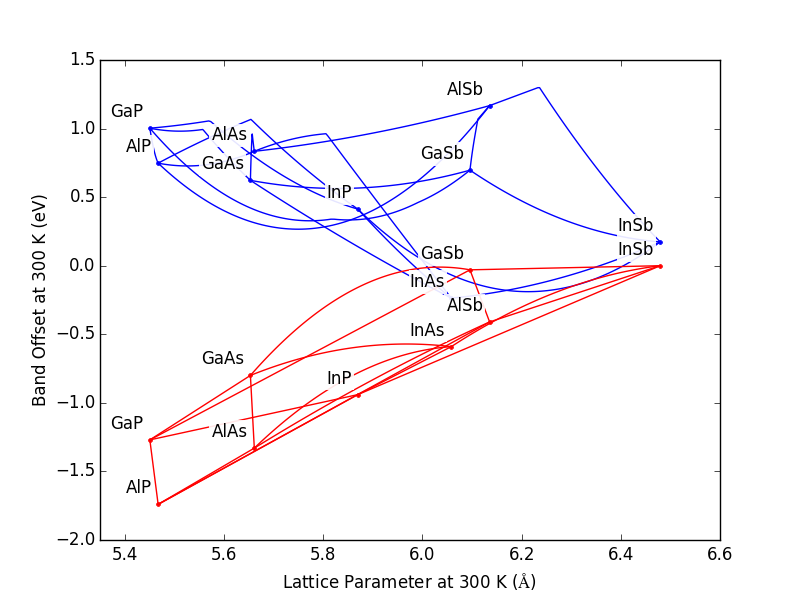 1.5
1.0
0.5
0.0
−0.5
−1.0
−1.5
−2.0
Band Offset at 300 K (eV)
AlSb
GaP
AlAs
AlP
GaSb
GaAs
InP
InSb
GaSb
InSb
InAs
AlSb
InAs
GaAs
InP
GaP
AlAs
AlP
5.4
5.6
5.8
6.0
6.2
6.4
6.6
Lattice Parameter at 300 K (Å)